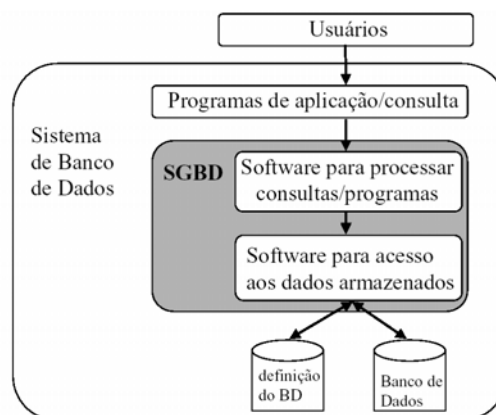 Usuários
Programas de aplicação/consulta
Sistema
de Banco
de Dados
SGBD
Software para processar
consultas/programas
Software para acesso
aos dados armazenados
definição
do BD
Banco de
Dados